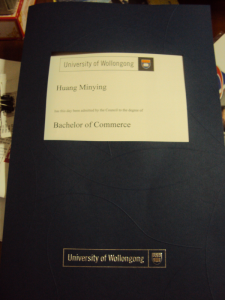 University of Wollongong
Huang Minying
Bachelor of Commerce
University of Wollongong